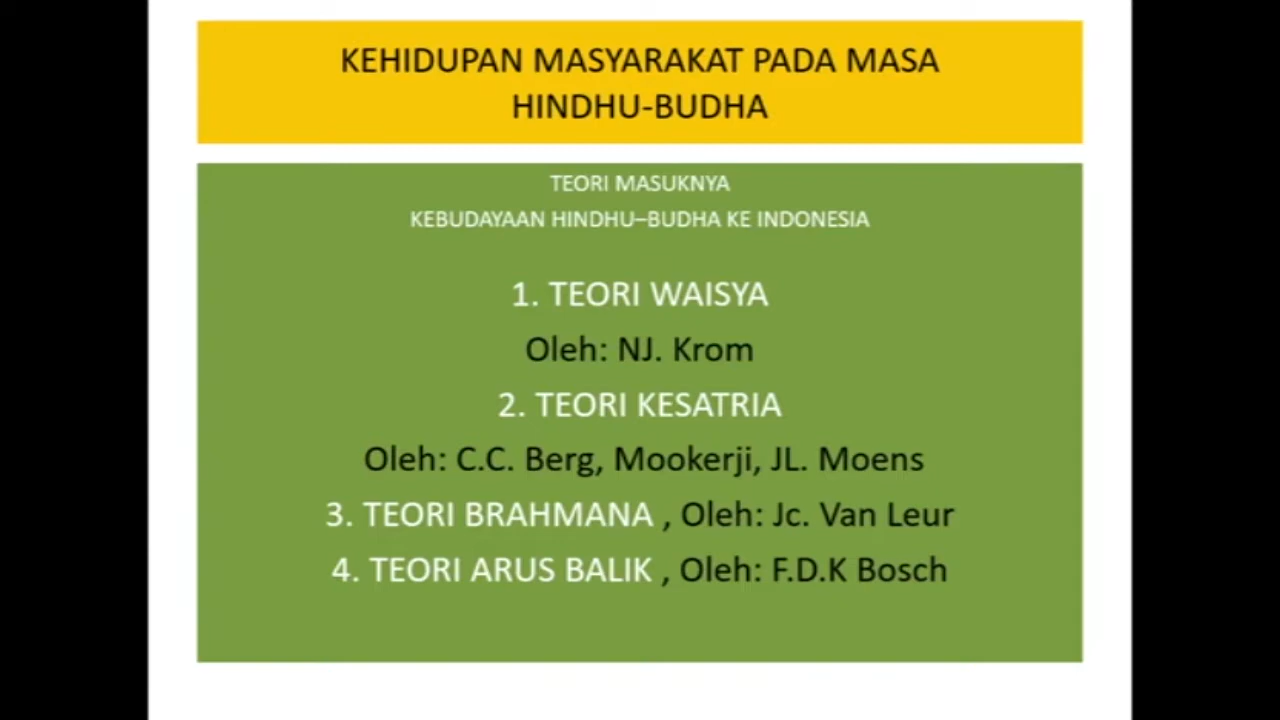 KEHIDUPAN MASYARAKAT PADA MASA
HINDHU-BUDHA
TEORI MASUKNYA
KEBUDAYAAN HINDHU–BUDHA KE INDONESIA
1. TEORI WAISYA
Oleh: NJ. Krom
2. TEORI KESATRIA
Oleh: C.C. Berg, Mookerji, JL. Moens
3. TEORI BRAHMANA , Oleh: Jc. Van Leur
4. TEORI ARUS BALIK , Oleh: F.D.K Bosch